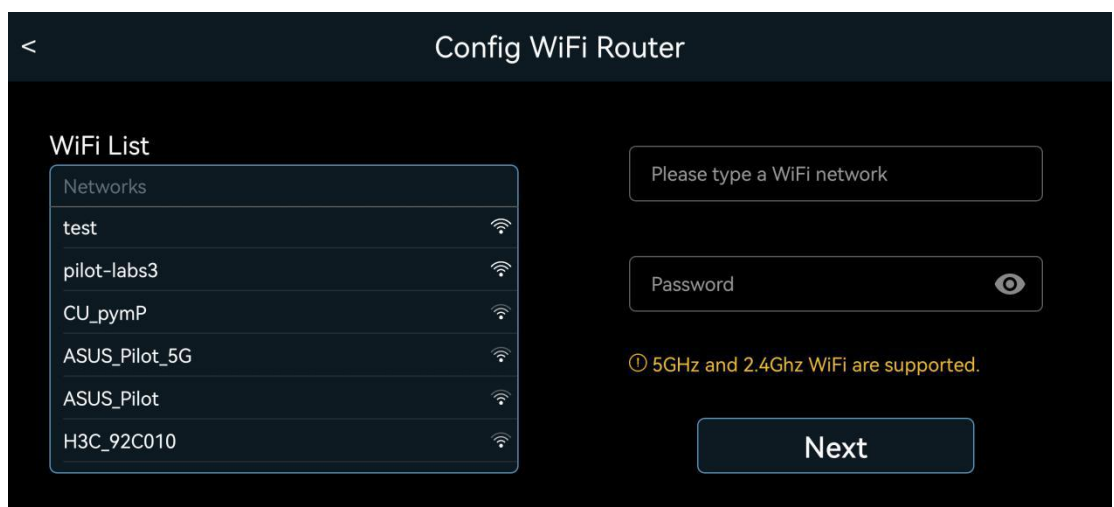 <
Config WiFi Router
WiFi List
Networks
test
pilot-labs3
CU_pymP
ASUS_Pilot_5G
ASUS_Pilot
H3C_92C010
Please type a WiFi network
Password
5GHz and 2.4Ghz WiFi are supported.
Next